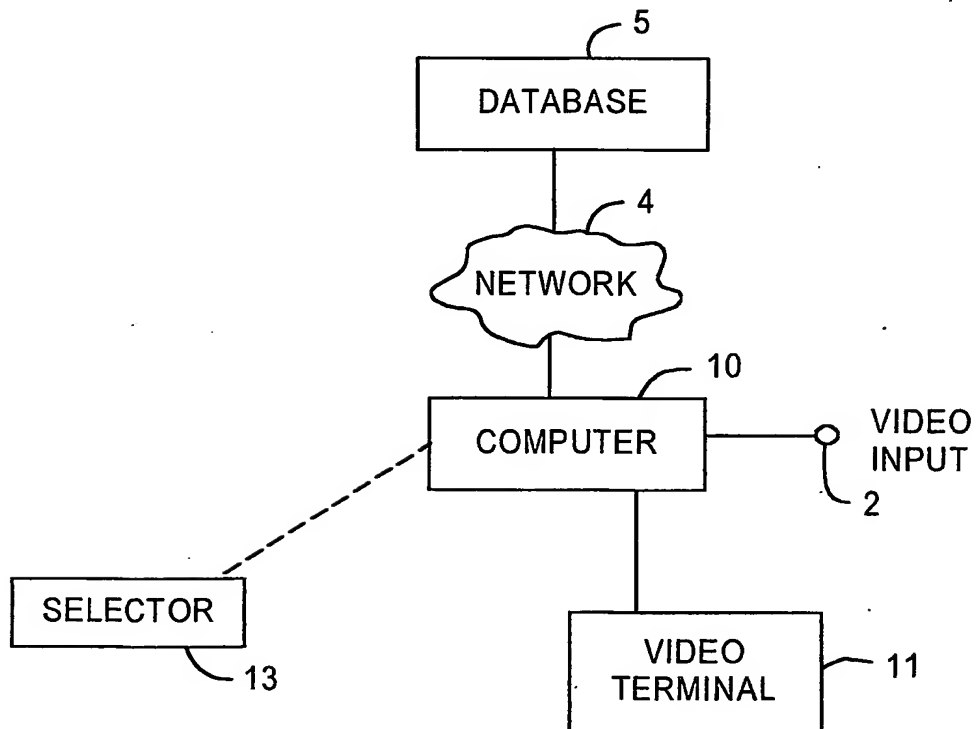 5
DATABASE
4
NETWORK
10
COMPUTER
VIDEO
INPUT
2
SELECTOR
13
VIDEO
TERMINAL
11